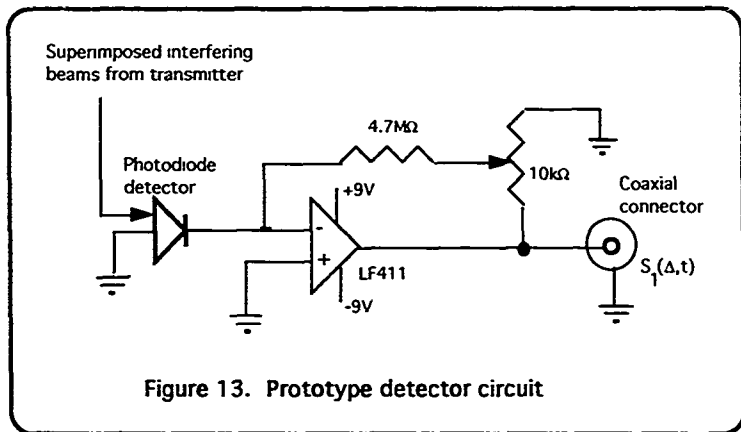 Superimposed interfering
beams from transmitter
4.7MΩ
Photodiode
detector
10kΩ
Coaxial
connector
+9V
-
+
LF411
-9V
S1(Δ,t)
Figure 13. Prototype detector circuit